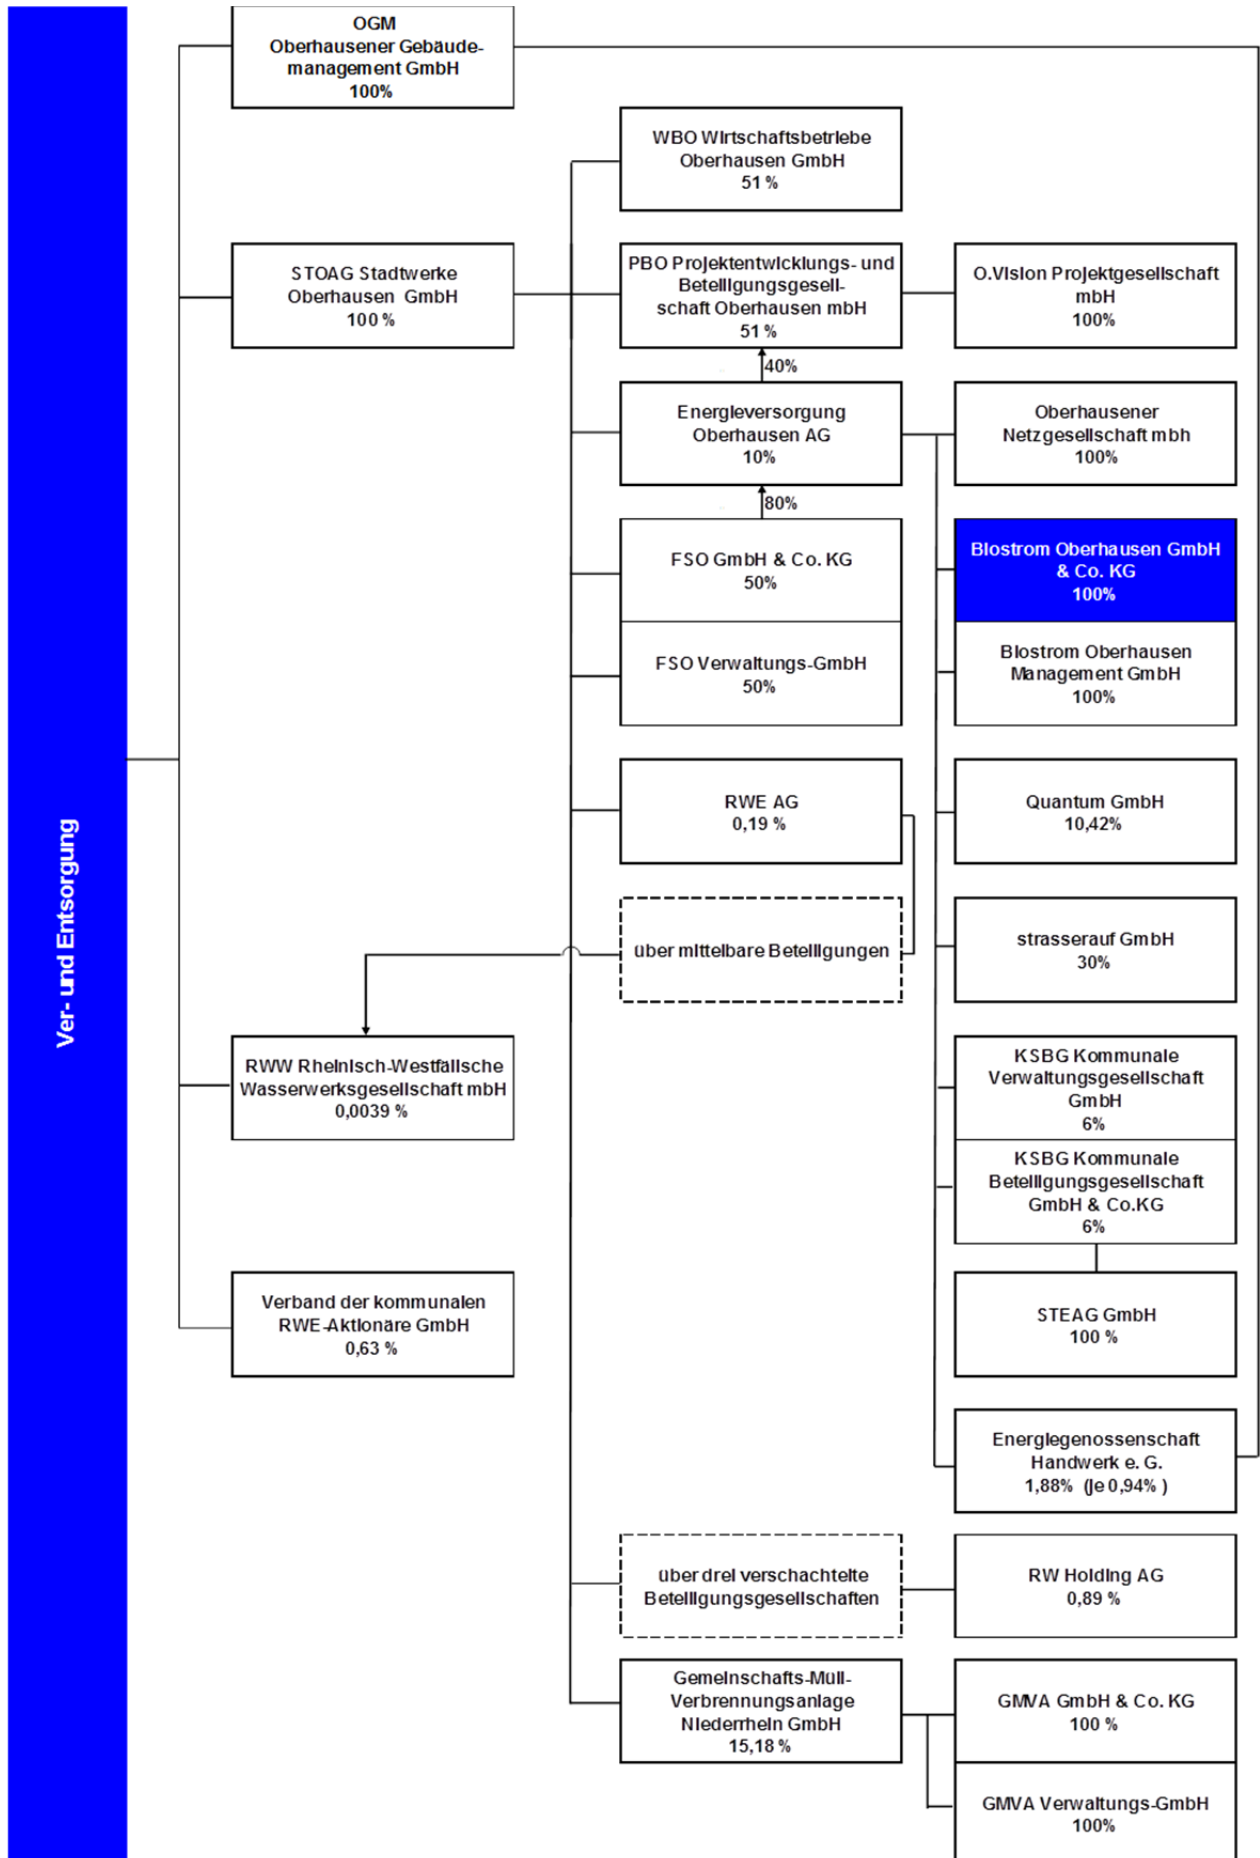 Ver- und Entsorgung
OGM
Oberhausener Gebäude-
management GmbH
100%
STOAG Stadtwerke
Oberhausen GmbH
100 %
RWW Rheinisch-Westfälische
Wasserwerksgesellschaft mbH
0,0039 %
Verband der kommunalen
RWE-Aktionäre GmbH
0,63 %
WBO Wirtschaftsbetriebe
Oberhausen GmbH
51 %
PBO Projektentwicklungs- und
Beteiligungsgesell-
schaft Oberhausen mbH
51 %
40%
Energieversorgung
Oberhausen AG
10%
80%
FSO GmbH & Co. KG
50%
FSO Verwaltungs-GmbH
50%
RWE AG
0,19 %
über mittelbare Beteiligungen
über drei verschachtelte
Beteiligungsgesellschaften
Gemeinschafts-Müll-
Verbrennungsanlage
Niederrhein GmbH
15,18 %
O.Vision Projektgesellschaft
mbH
100%
Oberhausener
Netzgesellschaft mbh
100%
Biostrom Oberhausen GmbH
& Co. KG
100%
Biostrom Oberhausen
Management GmbH
100%
Quantum GmbH
10,42%
strasserauf GmbH
30%
KSBG Kommunale
Verwaltungsgesellschaft
GmbH
6%
KSBG Kommunale
Beteiligungsgesellschaft
GmbH & Co.KG
6%
STEAG GmbH
100 %
Energiegenossenschaft
Handwerk e. G.
1,88% (je 0,94% )
RW Holding AG
0,89 %
GMVA GmbH & Co. KG
100 %
GMVA Verwaltungs-GmbH
100%